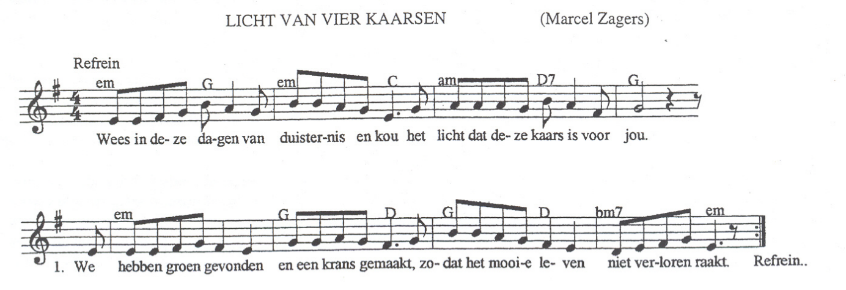 LICHT VAN VIER KAARSEN (Marcel Zagers)
Refrein
em G em C am D7 G
4 4
Wees in de- ze da-gen van duister-nis en kou het licht dat de- ze kaars is voor jou.
em G D G D bm7 em
1. We hebben groen gevonden en een krans gemaakt, zo- dat het mooi-e le- ven niet ver-loren raakt. Refrein..